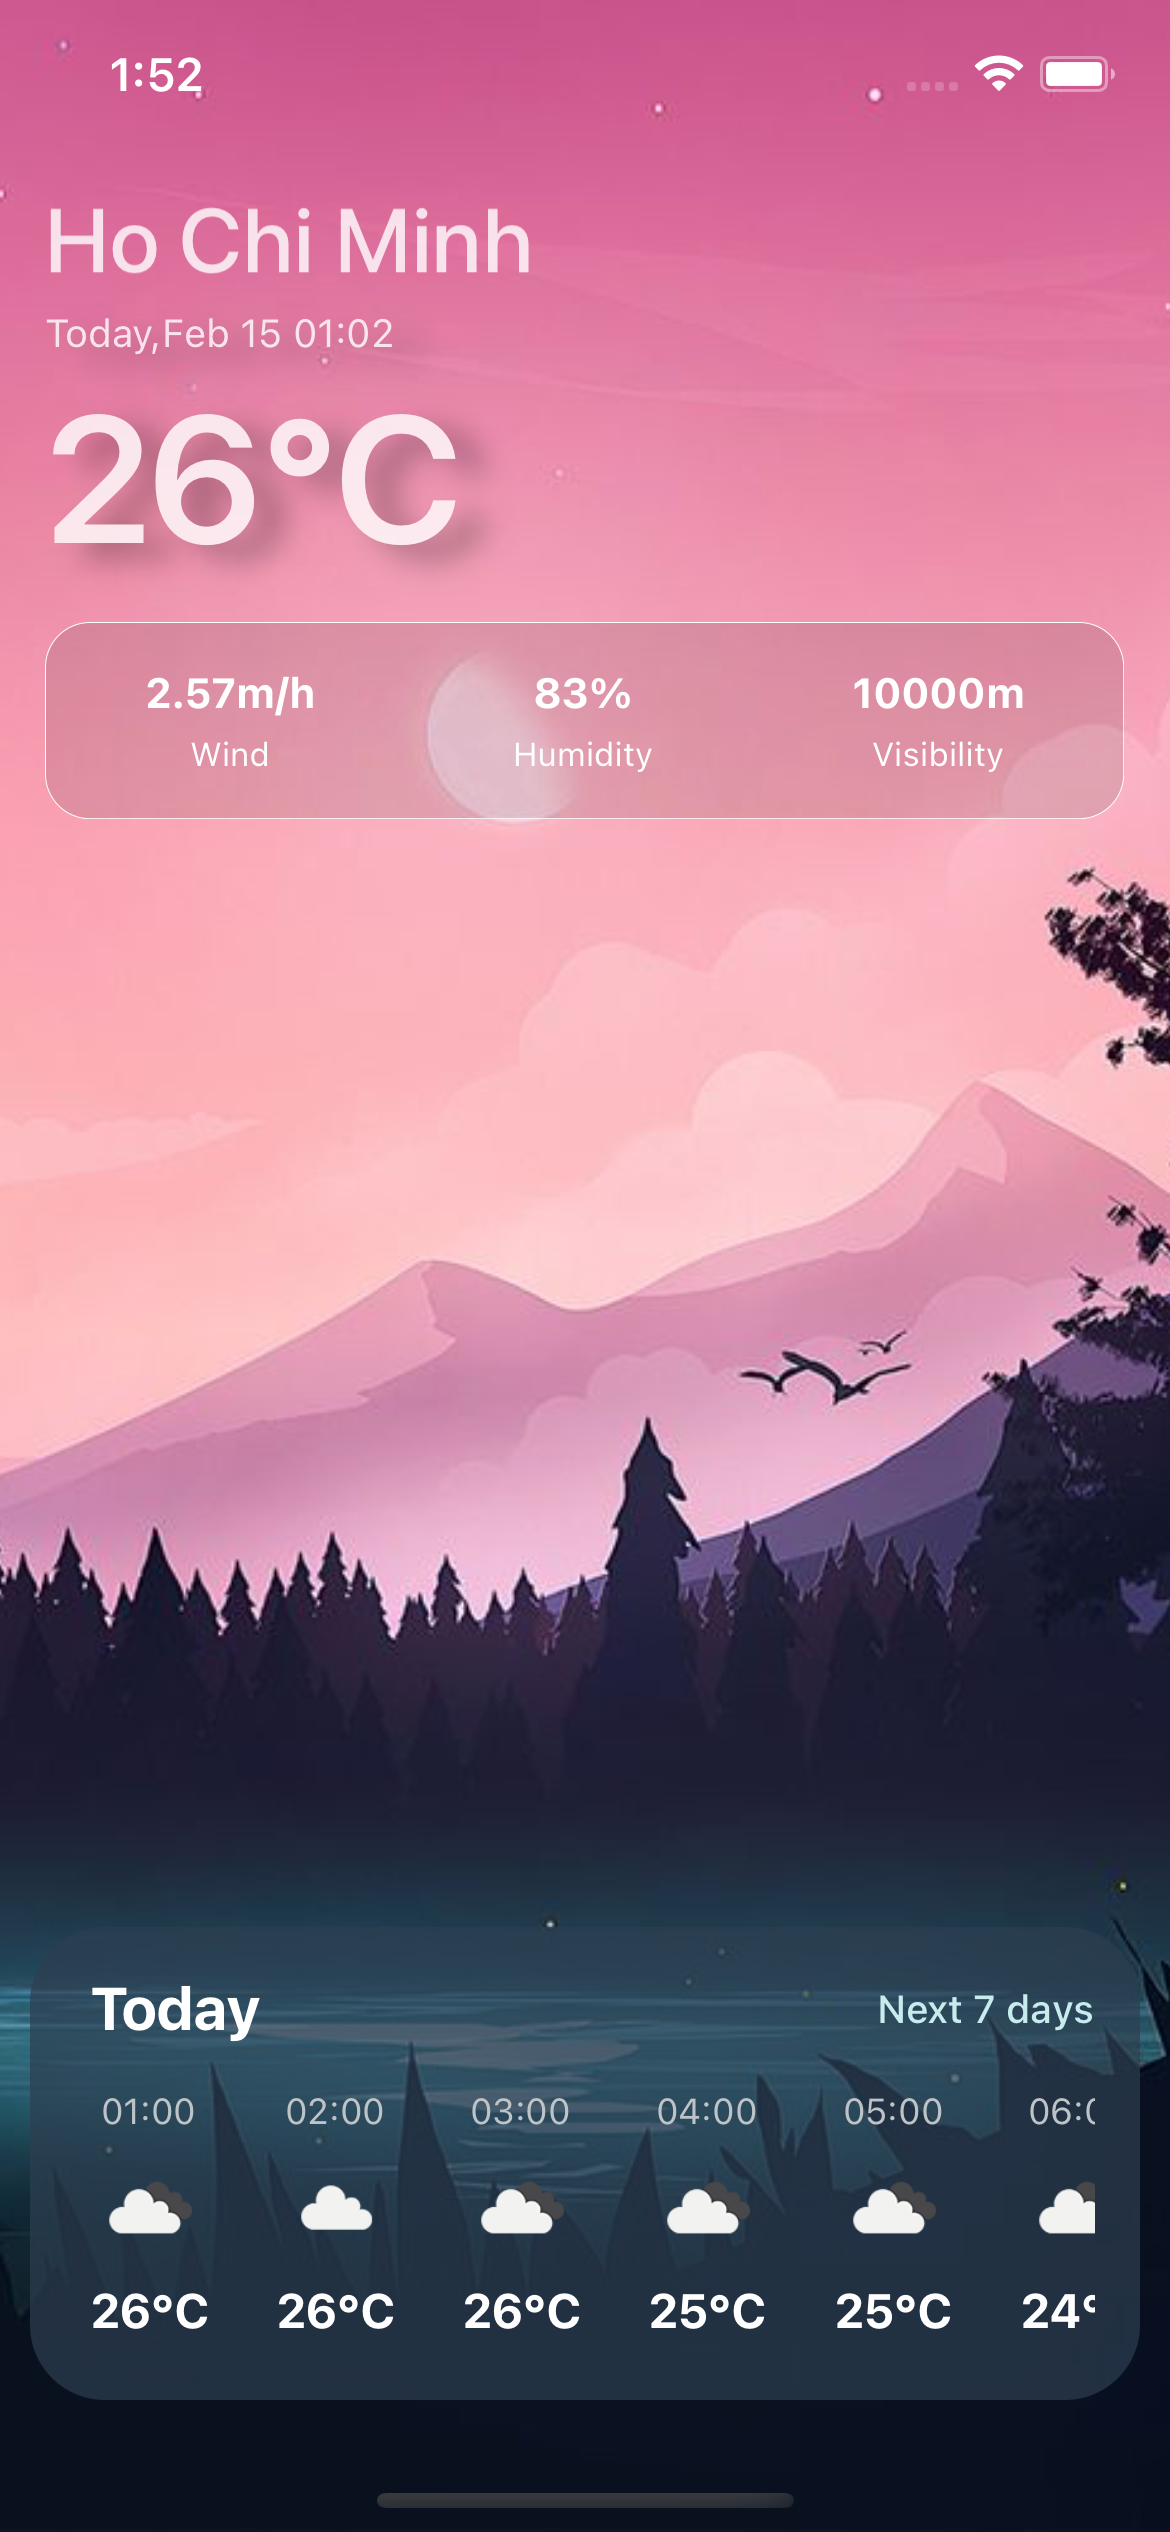 1:52
Ho Chi Minh
Today,Feb 15 01:02
26°C
2.57m/h 83% 10000m
Wind Humidity Visibility
Today Next 7 days
01:00 02:00 03:00 04:00 05:00 06:0
26°C 26°C 26°C 25°C 25°C 24°